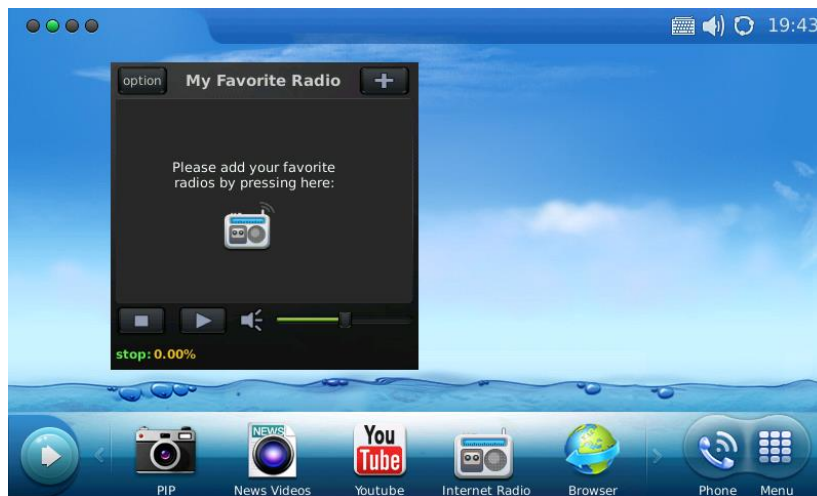 19:43
option My Favorite Radio +
Please add your favorite
radios by pressing here:
stop: 0.00%
NEWS
You
Tube
PIP News Videos Youtube Internet Radio Browser Phone Menu